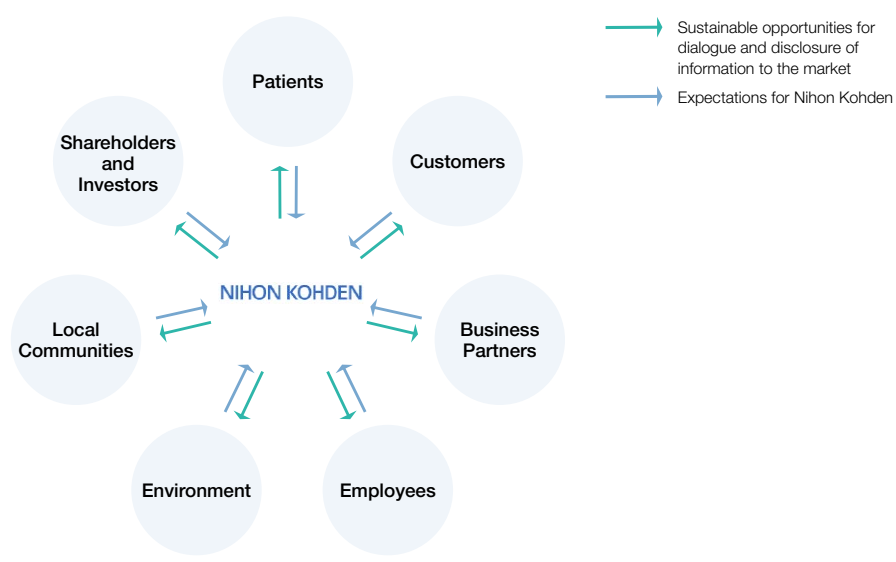 Sustainable opportunities for
dialogue and disclosure of
information to the market
Expectations for Nihon Kohden
Patients
Shareholders
and
Investors
Customers
NIHON KOHDEN
Local
Communities
Business
Partners
Environment
Employees